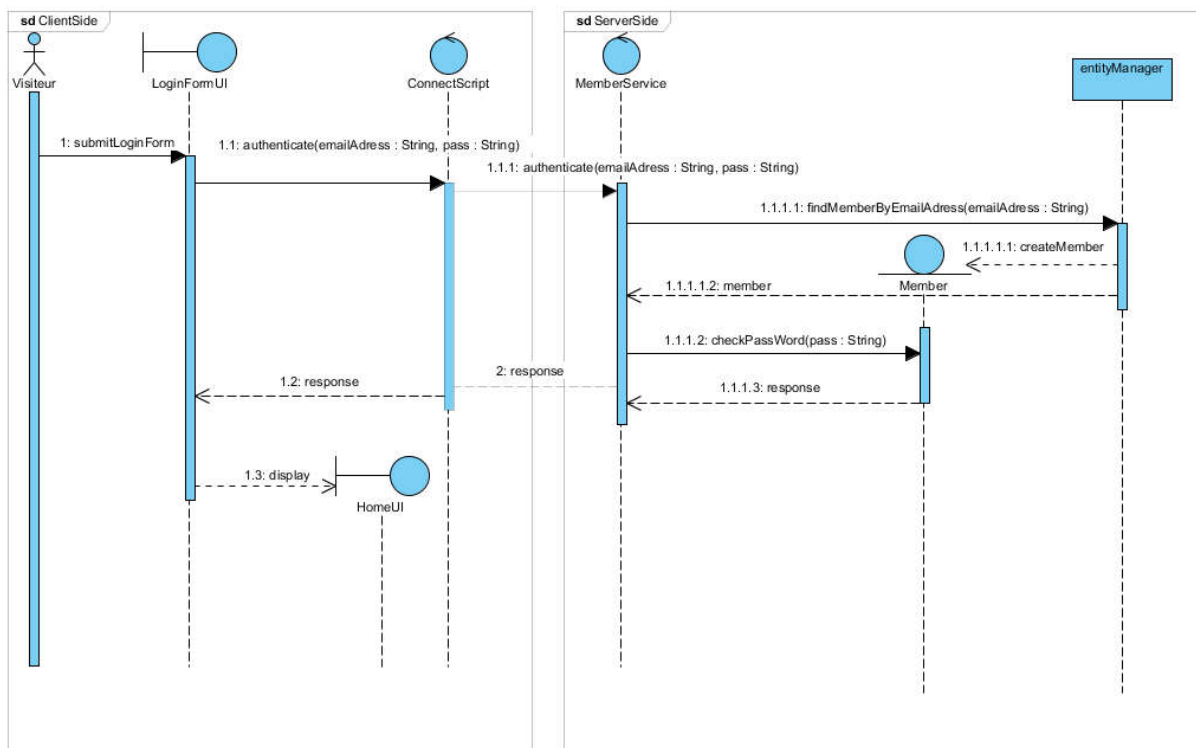 sd ClientSide
sd ServerSide
Visiteur
LoginFormUI
ConnectScript
MemberService
entityManager
1: submitLoginForm
1.1: authenticate(emailAdress : String, pass : String)
1.1.1: authenticate(emailAdress : String, pass : String)
1.1.1.1: findMemberByEmailAdress(emailAdress : String)
1.1.1.1.1: createMember
Member
1.1.1.1.2: member
1.1.1.2: checkPassWord(pass : String)
2: response
1.2: response
1.1.1.3: response
1.3: display
HomeUI